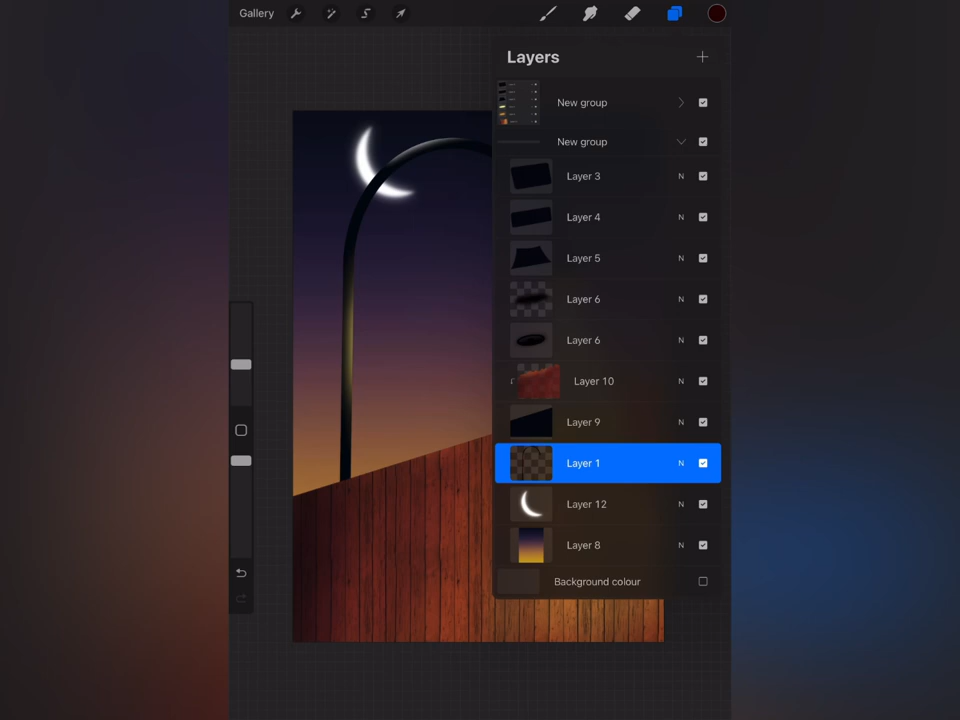 Gallery
Layers
New group
New group
Layer 3 N
Layer 4 N
Layer 5 N
Layer 6 N
Layer 6 N
Layer 10 N
Layer 9 N
Layer 1 N
Layer 12 N
Layer 8 N
Background colour